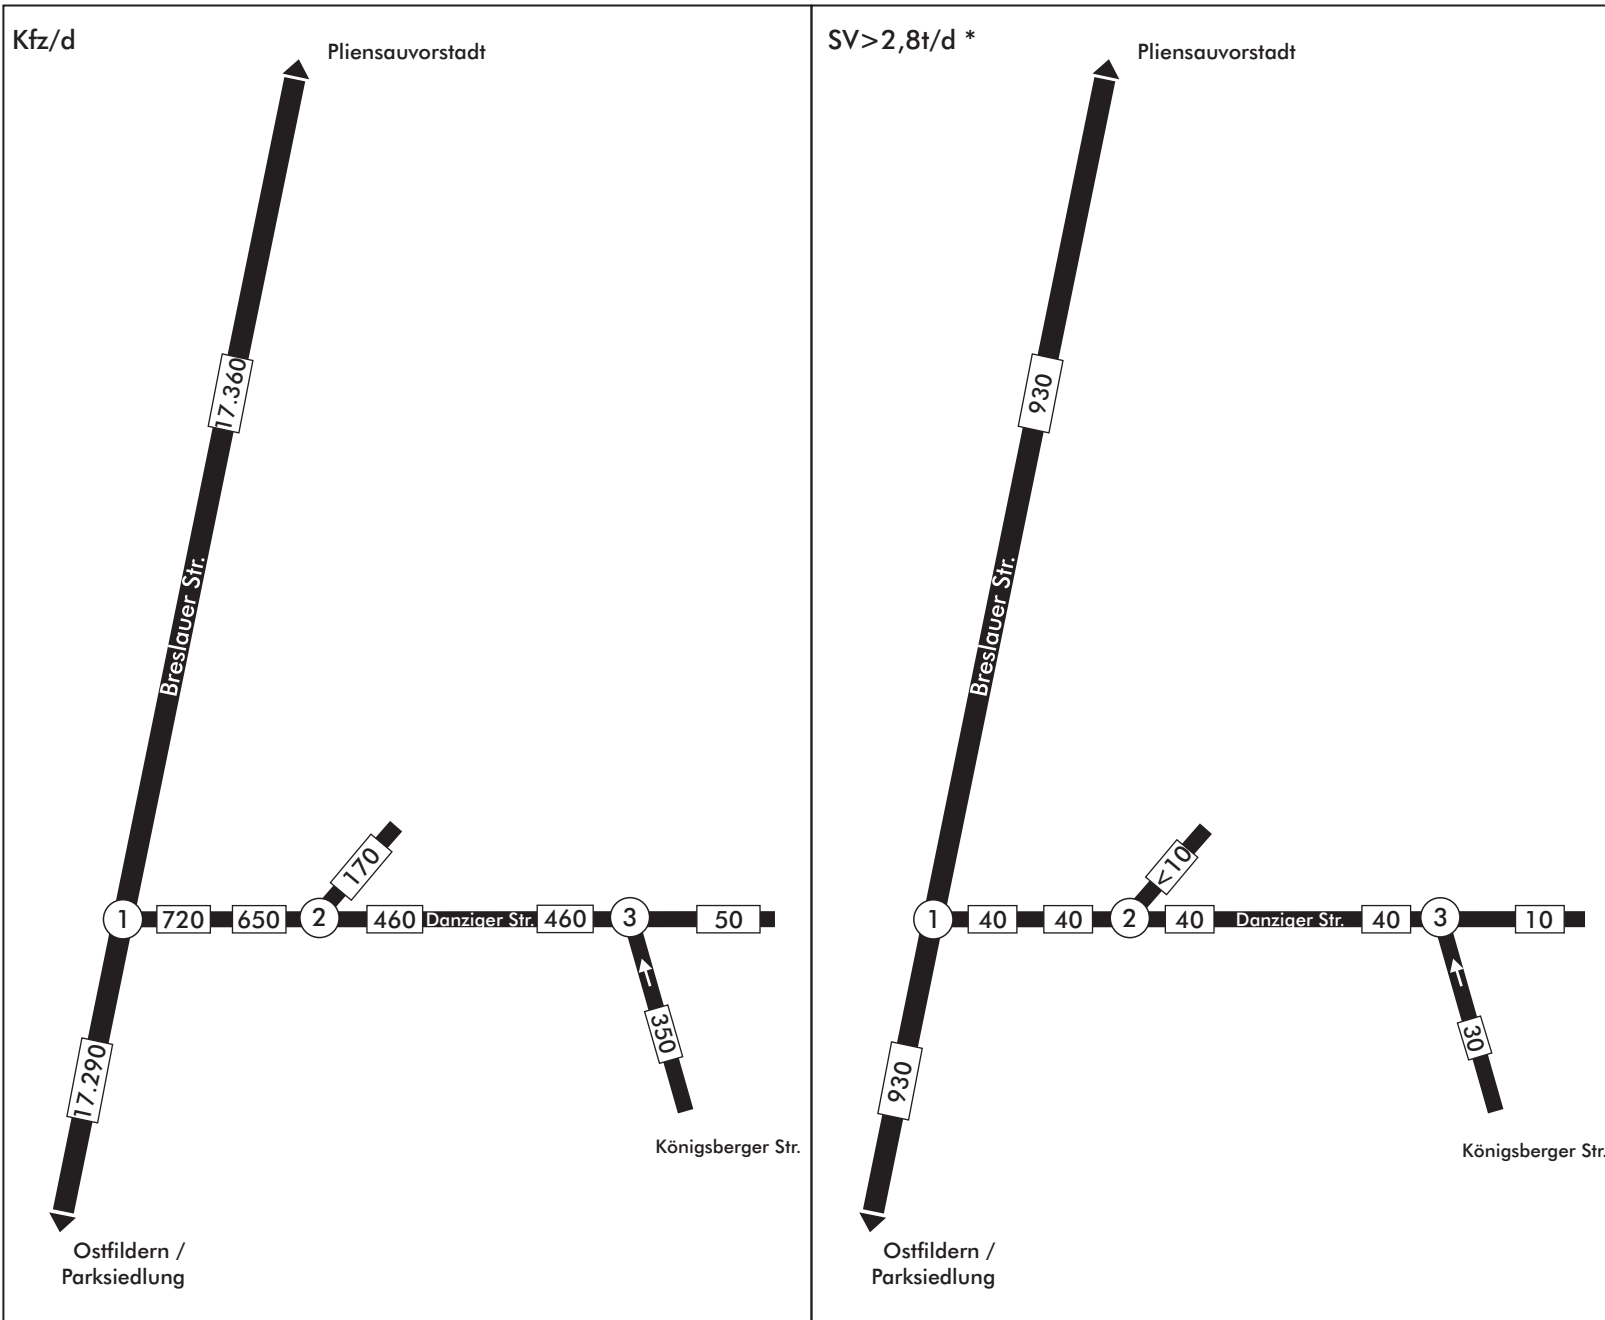 Kfz/d
Pliensauvorstadt
17.360
Breslauer Str.
170
1
720
650
2
460
Danziger Str.
460
3
50
350
17.290
Königsberger Str.
Ostfildern /
Parksiedlung
SV>2,8t/d *
Pliensauvorstadt
930
Breslauer Str.
<10
1
40
40
2
40
Danziger Str.
40
3
10
30
930
Königsberger Str.
Ostfildern /
Parksiedlung